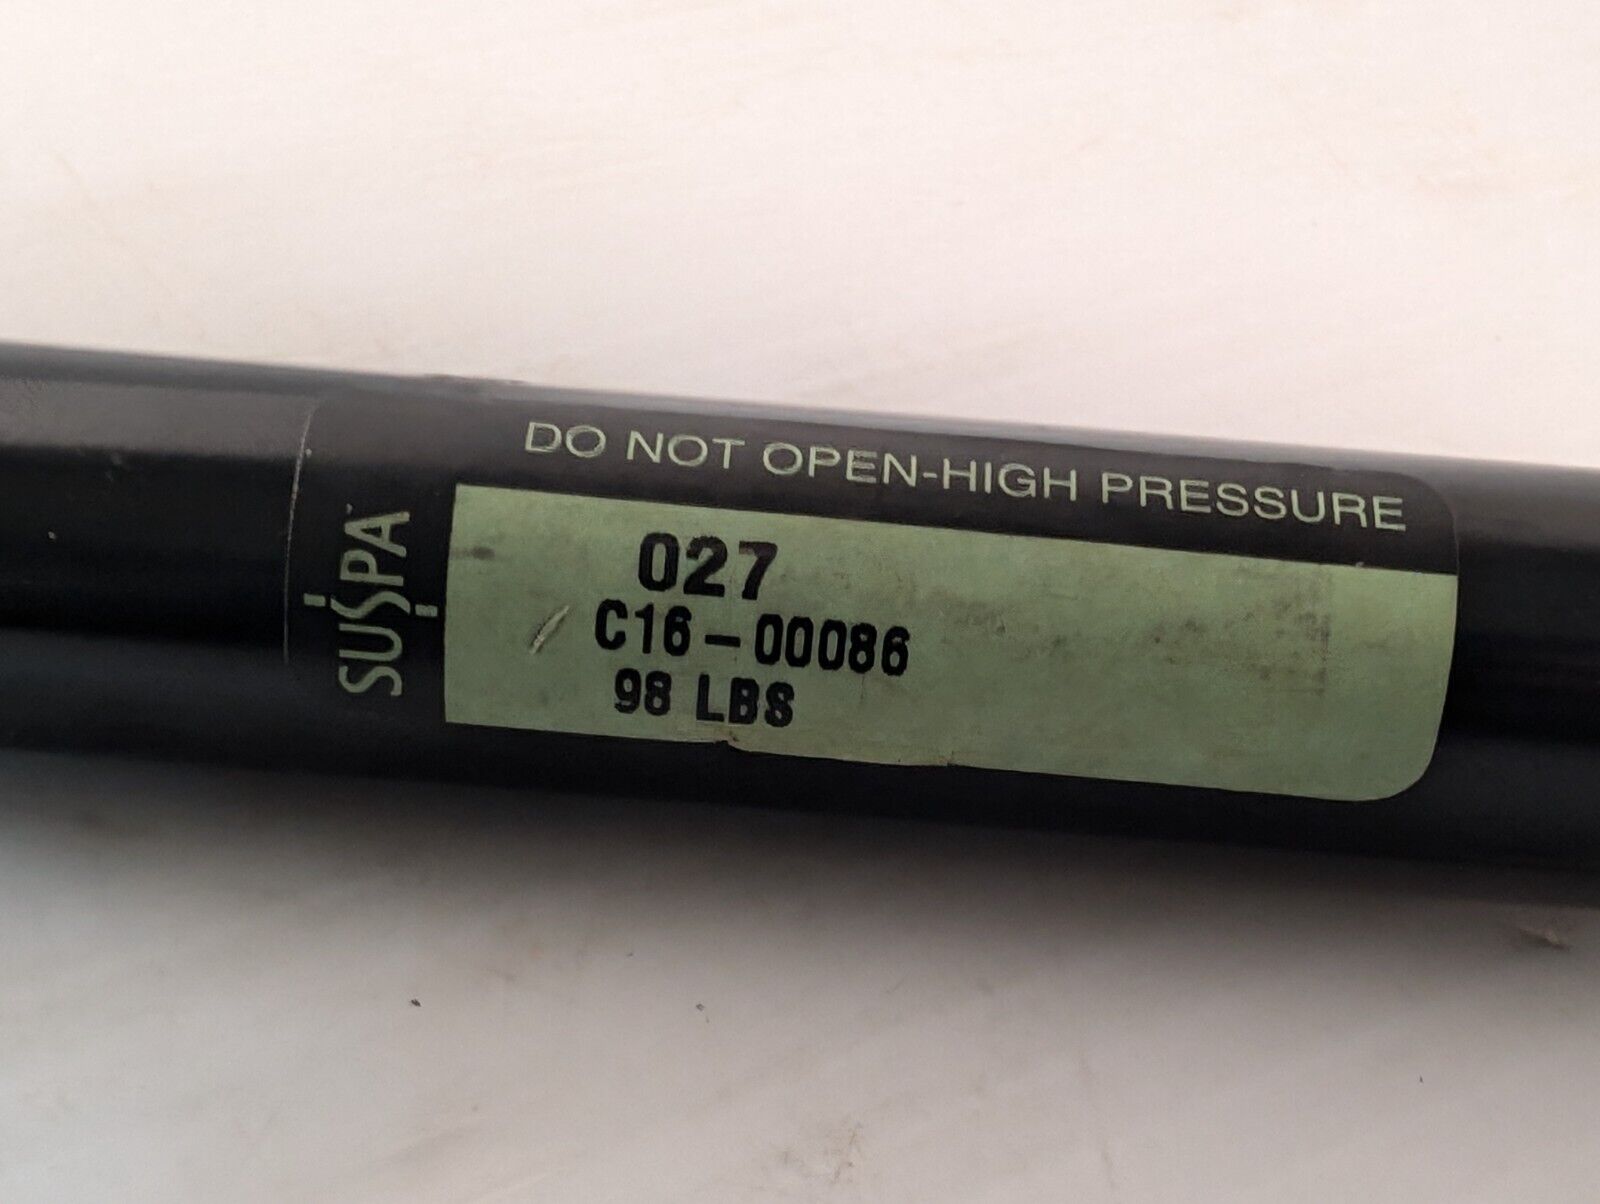 DO NOT OPEN-HIGH PRESSURE
SUSPA
027
C16-00086
98 LBS